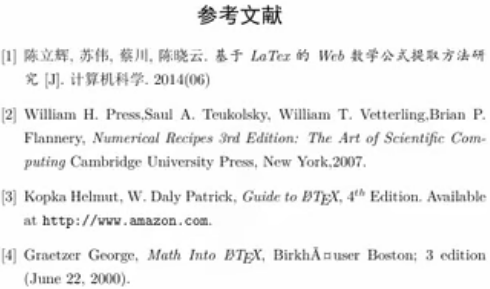 参考文献
[1] 陈立辉, 苏伟, 蔡川, 陈晓云. 基于 LaTex 的 Web 数学公式提取方法研
究 [J]. 计算机科学. 2014(06)
[2] William H. Press,Saul A. Teukolsky, William T. Vetterling,Brian P.
Flannery, Numerical Recipes 3rd Edition: The Art of Scientific Com-
puting Cambridge University Press, New York,2007.
[3] Kopka Helmut, W. Daly Patrick, Guide to LATEX, 4th Edition. Available
at http://www.amazon.com.
[4] Graetzer George, Math Into LATEX, BirkhÃ¤user Boston; 3 edition
(June 22, 2000).